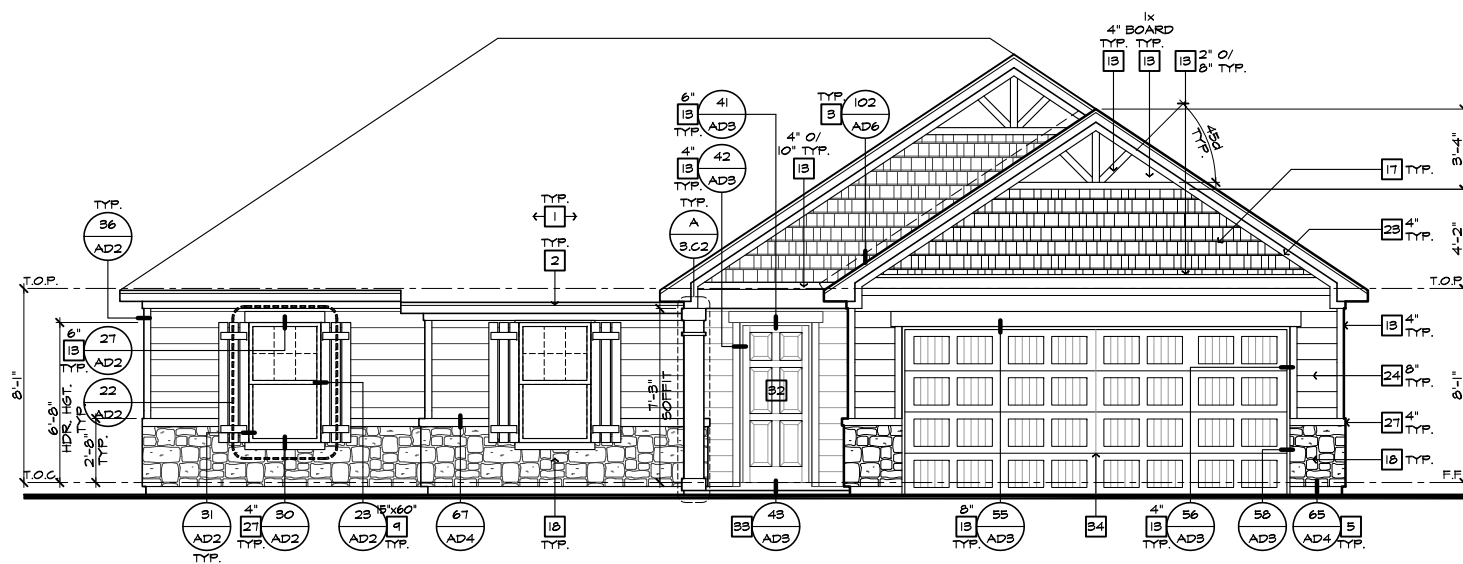 1x
4" BOARD
TYP. TYP.
13 13 13 2" O/
8" TYP.
6" 41
13 AD3
TYP.
TYP. 102
3 AD6
4" 42
13 AD3
TYP.
4" O/
10" TYP.
13
45d
TYP.
3'-4"
17 TYP.
TYP.
36
AD2
TYP.
1
TYP.
2
TYP.
A
3.C2
23 4"
TYP.
4'-2"
T.O.P.
T.O.P.
6" 27
13 AD2
TYP.
22
AD2
8'-1"
6'-8"
HDR. HGT.
TYP.
2'-8"
TYP.
7'-3"
SOFFIT
32
13 4"
TYP.
24 8"
TYP.
27 4"
TYP.
18 TYP.
8'-1"
T.O.C.
F.F.
31
AD2
TYP.
4" 30
27 AD2
TYP.
23 15"x60"
AD2 9
TYP.
67
AD4
18
TYP.
33 43
AD3
8" 55
13 AD3
TYP.
34
4" 56
13 AD3
TYP.
58
AD3
65 5
AD4 TYP.